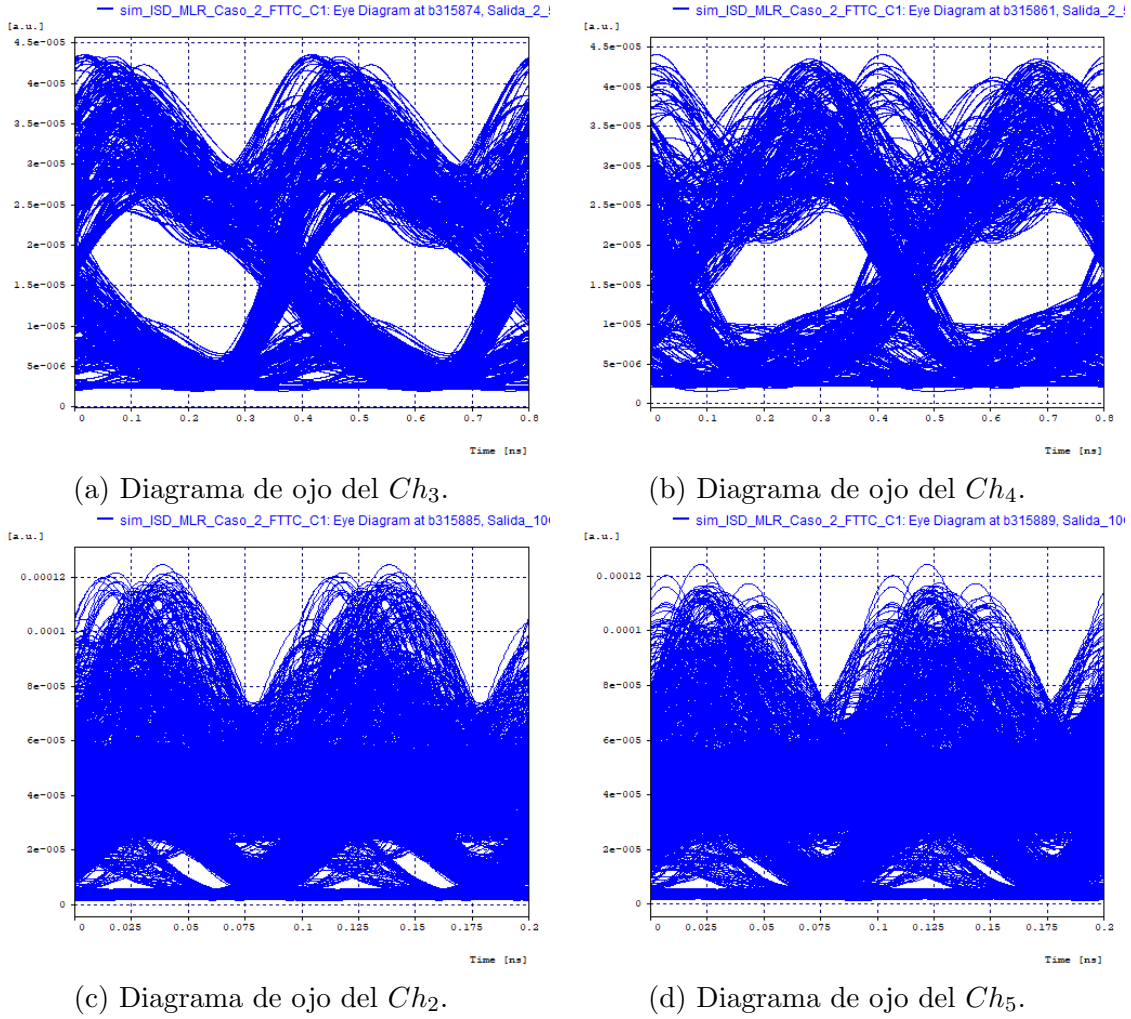 sim_ISD_MLR_Caso_2_FTTC_C1: Eye Diagram at b315874, Salida_2_5
[a.u.]
4.5e-005
4e-005
3.5e-005
3e-005
2.5e-005
2e-005
1.5e-005
1e-005
5e-006
0
0 0.1 0.2 0.3 0.4 0.5 0.6 0.7 0.8
Time [ns]
(a) Diagrama de ojo del Ch₃.
sim_ISD_MLR_Caso_2_FTTC_C1: Eye Diagram at b315861, Salida_2_5
[a.u.]
4.5e-005
4e-005
3.5e-005
3e-005
2.5e-005
2e-005
1.5e-005
1e-005
5e-006
0
0 0.1 0.2 0.3 0.4 0.5 0.6 0.7 0.8
Time [ns]
(b) Diagrama de ojo del Ch₄.
sim_ISD_MLR_Caso_2_FTTC_C1: Eye Diagram at b315885, Salida_10G
[a.u.]
0.00012
0.0001
8e-005
6e-005
4e-005
2e-005
0
0 0.025 0.05 0.075 0.1 0.125 0.15 0.175 0.2
Time [ns]
(c) Diagrama de ojo del Ch₂.
sim_ISD_MLR_Caso_2_FTTC_C1: Eye Diagram at b315889, Salida_10G
[a.u.]
0.00012
0.0001
8e-005
6e-005
4e-005
2e-005
0
0 0.025 0.05 0.075 0.1 0.125 0.15 0.175 0.2
Time [ns]
(d) Diagrama de ojo del Ch₅.